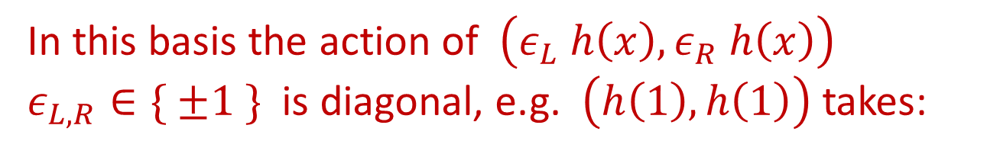 In this basis the action of (ϵ_L h(x), ϵ_R h(x))
ϵ_{L,R} ∈ { ±1 } is diagonal, e.g. (h(1), h(1)) takes: